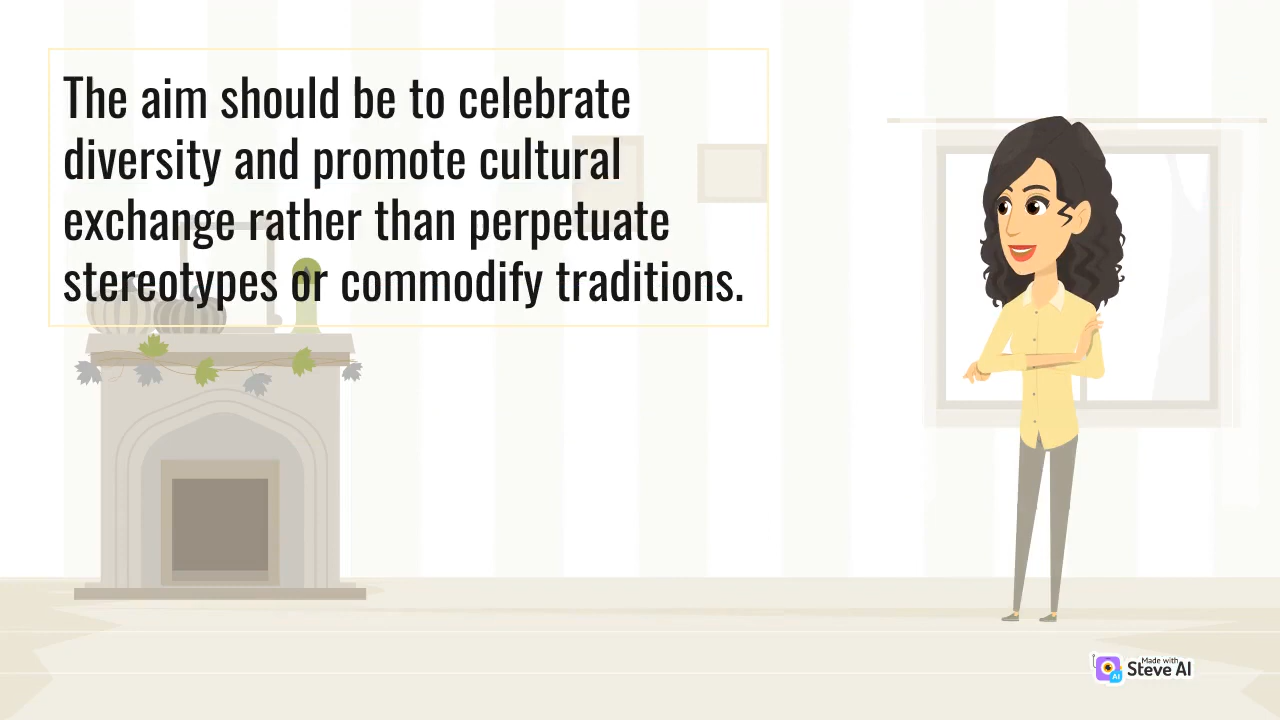 The aim should be to celebrate
diversity and promote cultural
exchange rather than perpetuate
stereotypes or commodify traditions.
Made with
Steve AI
AI